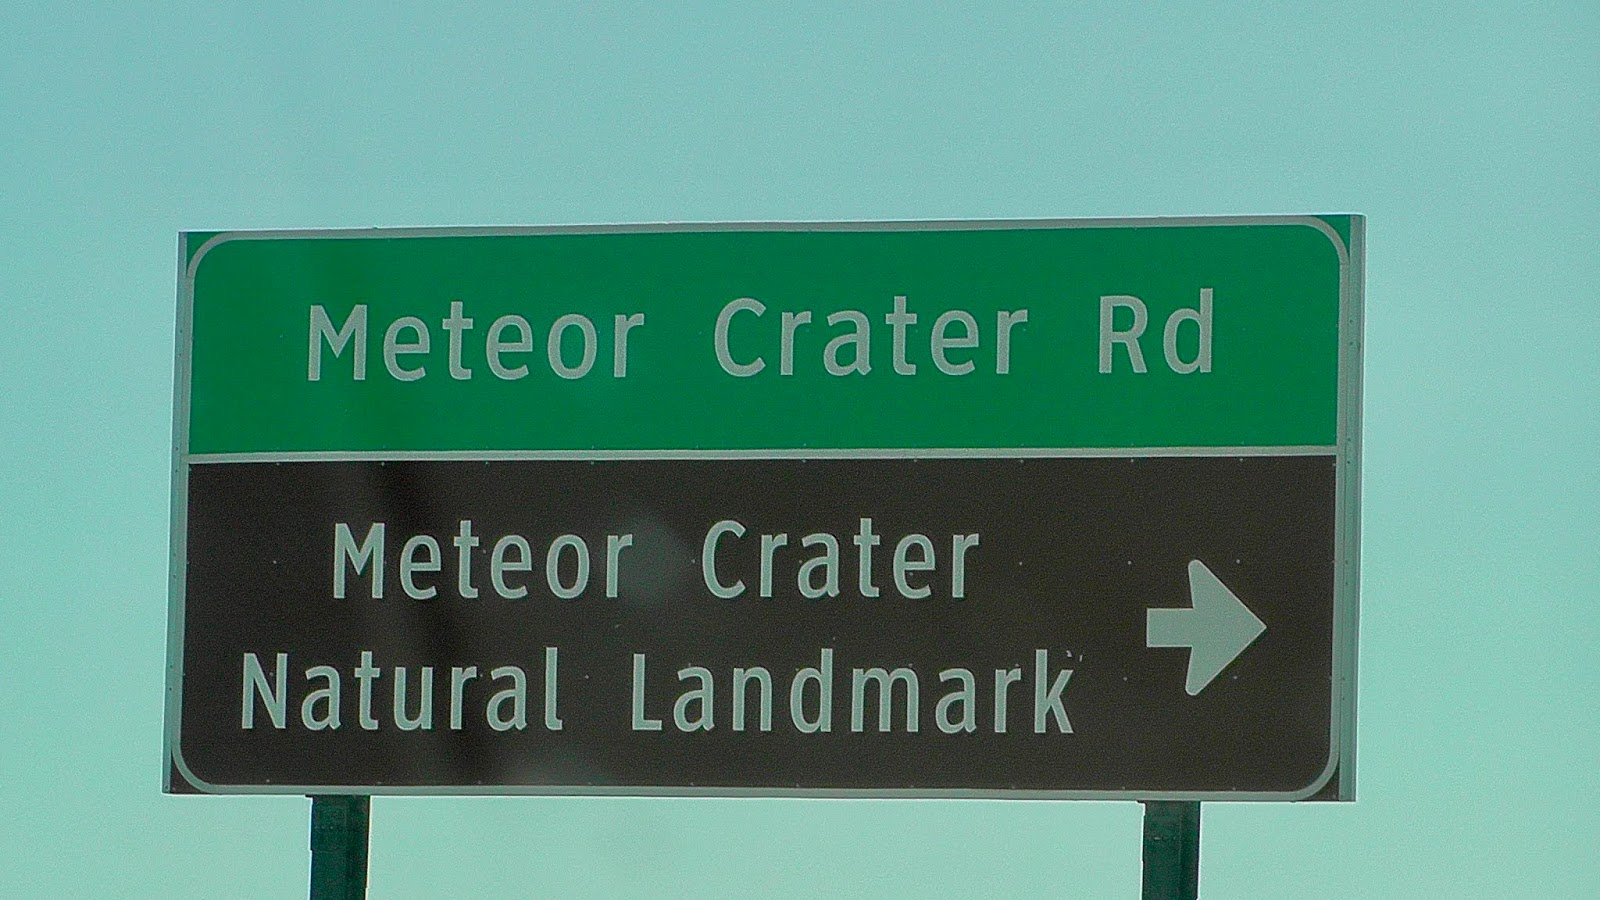 Meteor Crater Rd
Meteor Crater
Natural Landmark